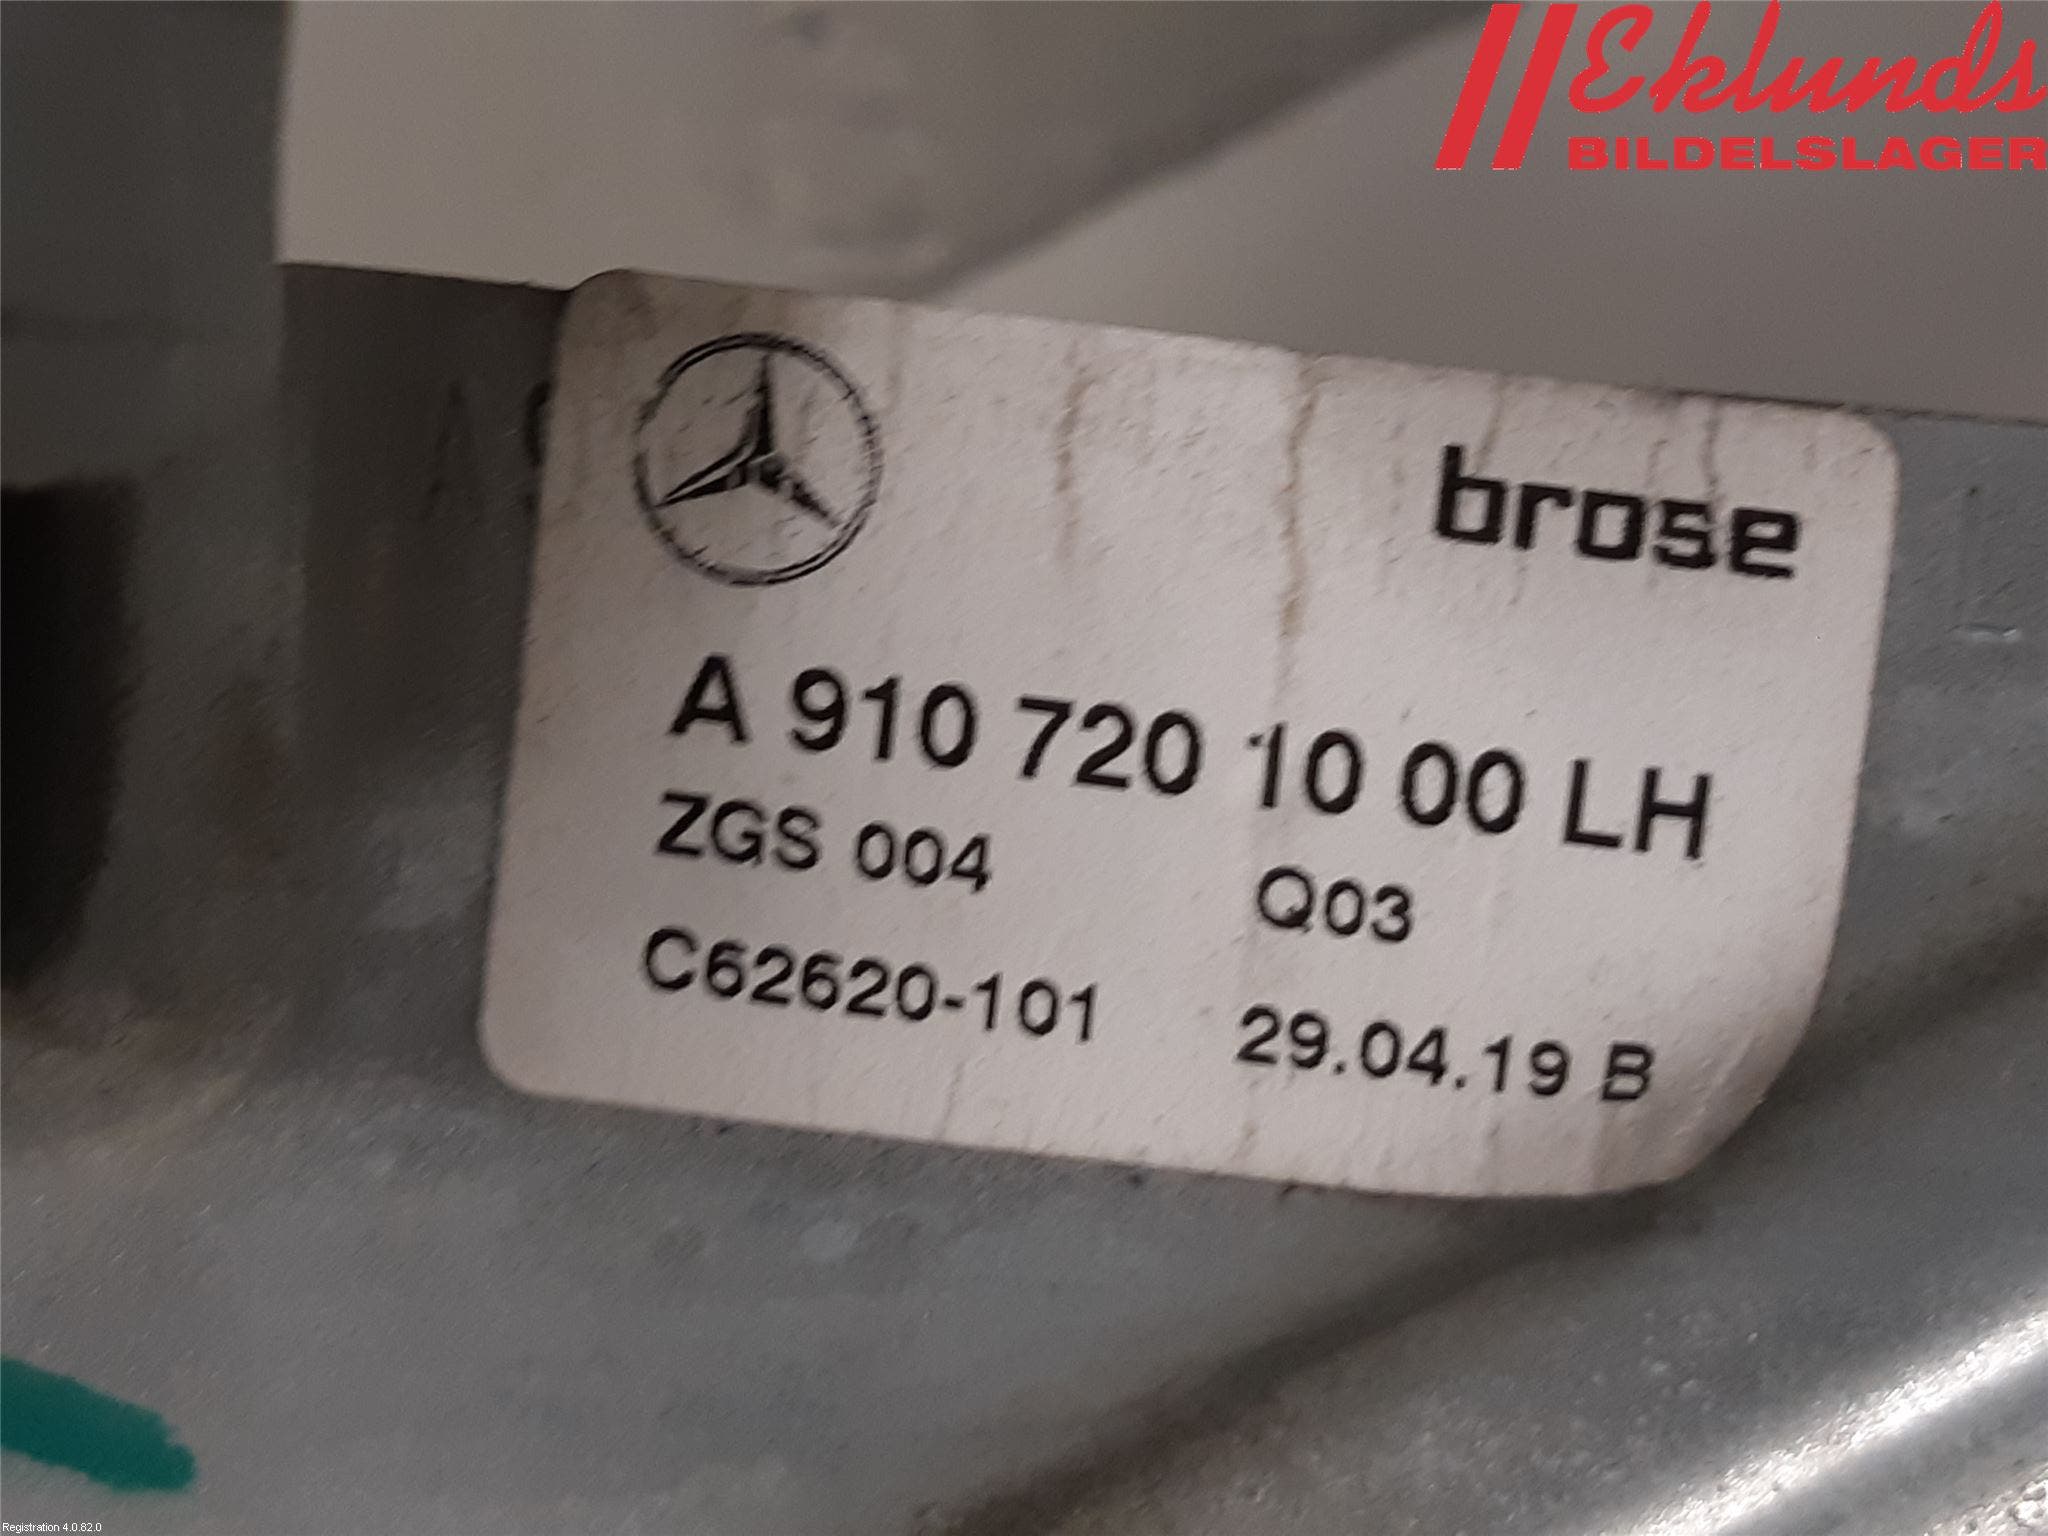 Eklunds
BILDELSLAGER
brose
A 910 720 10 00 LH
ZGS 004 Q03
C62620-101 29.04.19 B
Registration 4.0.82.0